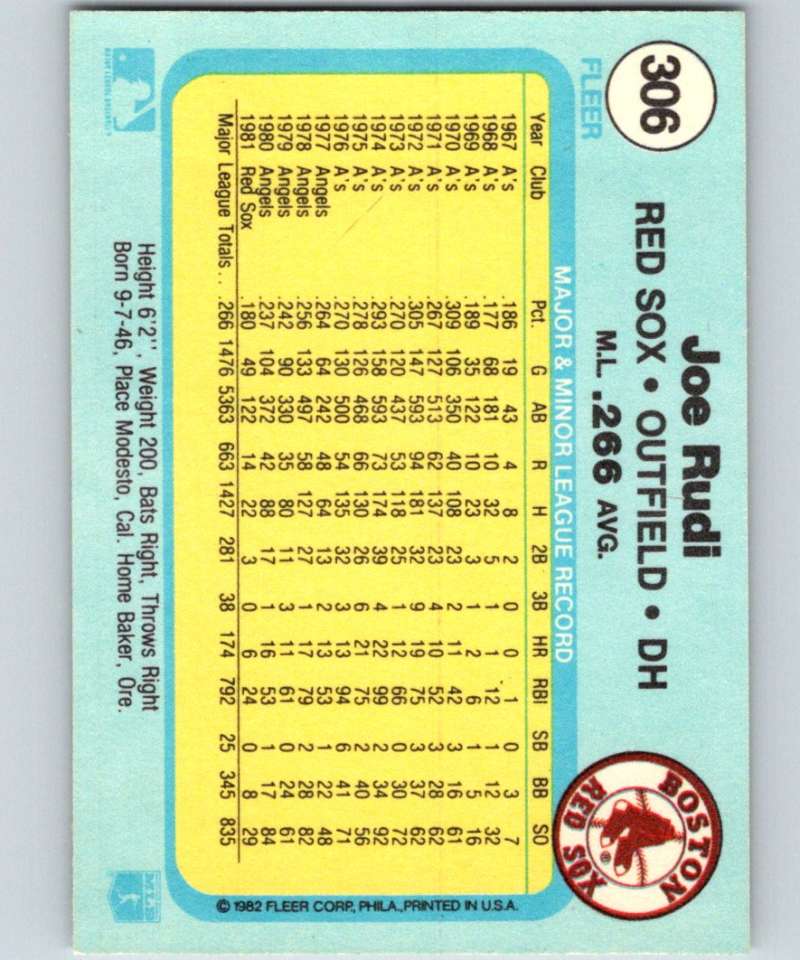 306
FLEER
Joe Rudi
RED SOX • OUTFIELD • DH
M.L. .266 AVG.
BOSTON
RED SOX
®
MAJOR & MINOR LEAGUE RECORD
Year Club Pct. G AB R H 2B 3B HR RBI SB BB SO
1967 A's .186 19 43 4 8 2 0 0 1 0 3 7
1968 A's .177 68 181 10 32 5 1 1 12 1 12 32
1969 A's .189 35 122 10 23 3 1 2 6 1 5 16
1970 A's .309 106 350 40 108 23 2 11 42 3 16 61
1971 A's .267 127 513 62 137 23 4 10 52 3 28 62
1972 A's .305 147 593 94 181 32 9 19 75 3 37 62
1973 A's .270 120 437 53 118 25 1 12 66 0 30 72
1974 A's .293 158 593 73 174 39 4 22 99 2 34 92
1975 A's .278 126 468 66 130 26 6 21 75 2 40 56
1976 A's .270 130 500 54 135 32 3 13 94 6 41 71
1977 Angels .264 64 242 48 64 13 2 13 53 1 22 48
1978 Angels .256 133 497 58 127 27 1 17 79 2 28 82
1979 Angels .242 90 330 35 80 11 3 11 61 0 24 61
1980 Angels .237 104 372 42 88 17 1 16 53 1 17 84
1981 Red Sox .180 49 122 14 22 3 0 6 24 0 8 29
Major League Totals . . .266 1476 5363 663 1427 281 38 174 792 25 345 835
© 1982 FLEER CORP., PHILA., PRINTED IN U.S.A.
Height 6'2'', Weight 200, Bats Right, Throws Right
Born 9-7-46, Place Modesto, Cal. Home Baker, Ore.
MAJOR LEAGUE BASEBALL